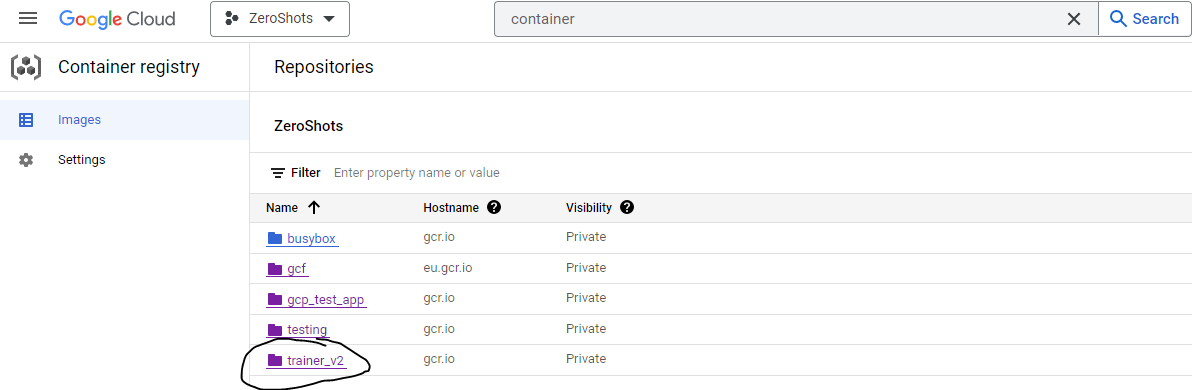 Google Cloud ZeroShots container Search
Container registry Repositories
Images
Settings
ZeroShots
Filter Enter property name or value
Name Hostname ? Visibility ?
busybox gcr.io Private
gcf eu.gcr.io Private
gcp_test_app gcr.io Private
testing gcr.io Private
trainer_v2 gcr.io Private